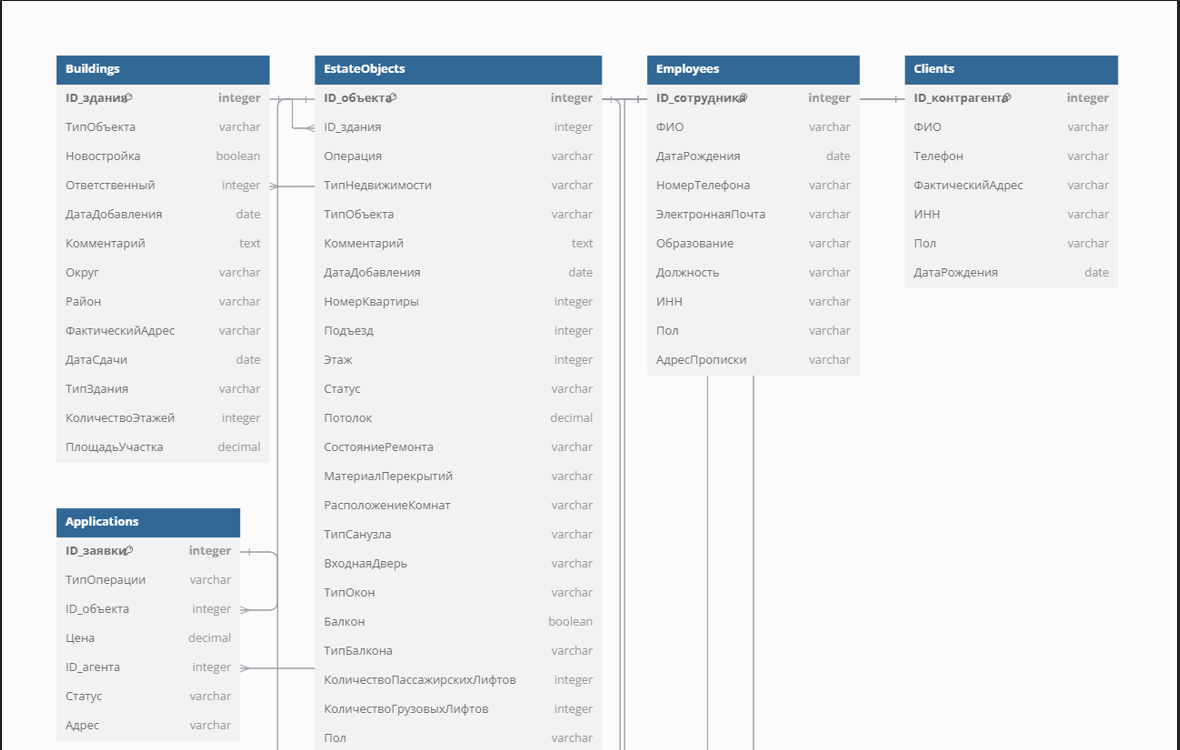 Buildings
ID_здания integer
ТипОбъекта varchar
Новостройка boolean
Ответственный integer
ДатаДобавления date
Комментарий text
Округ varchar
Район varchar
ФактическийАдрес varchar
ДатаСдачи date
ТипЗдания varchar
КоличествоЭтажей integer
ПлощадьУчастка decimal
Applications
ID_заявки integer
ТипОперации varchar
ID_объекта integer
Цена decimal
ID_агента integer
Статус varchar
Адрес varchar
EstateObjects
ID_объекта integer
ID_здания integer
Операция varchar
ТипНедвижимости varchar
ТипОбъекта varchar
Комментарий text
ДатаДобавления date
НомерКвартиры integer
Подъезд integer
Этаж integer
Статус varchar
Потолок decimal
СостояниеРемонта varchar
МатериалПерекрытий varchar
РасположениеКомнат varchar
ТипСанузла varchar
ВходнаяДверь varchar
ТипОкон varchar
Балкон boolean
ТипБалкона varchar
КоличествоПассажирскихЛифтов integer
КоличествоГрузовыхЛифтов integer
Пол varchar
Employees
ID_сотрудника integer
ФИО varchar
ДатаРождения date
НомерТелефона varchar
ЭлектроннаяПочта varchar
Образование varchar
Должность varchar
ИНН varchar
Пол varchar
АдресПрописки varchar
Clients
ID_контрагента integer
ФИО varchar
Телефон varchar
ФактическийАдрес varchar
ИНН varchar
Пол varchar
ДатаРождения date